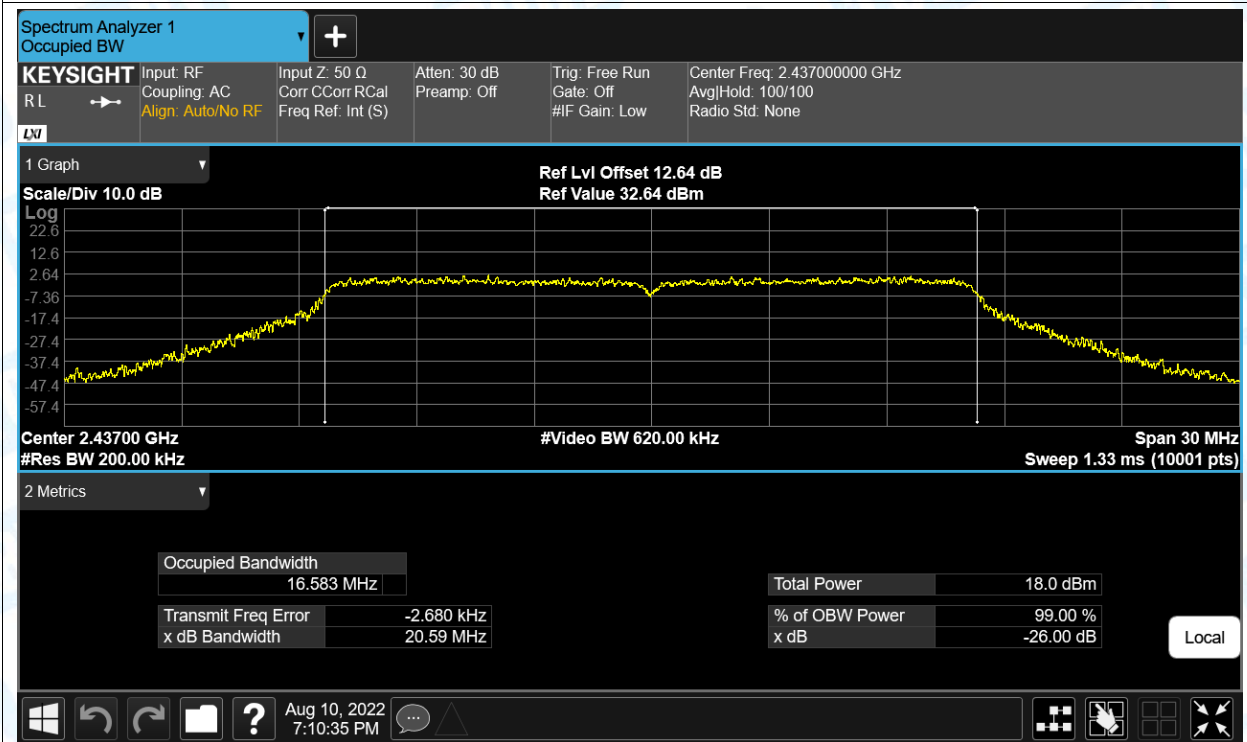 Spectrum Analyzer 1
Occupied BW
KEYSIGHT Input: RF Input Z: 50 Ω Atten: 30 dB Trig: Free Run Center Freq: 2.437000000 GHz
RL Coupling: AC Corr CCorr RCal Preamp: Off Gate: Off Avg|Hold: 100/100
Align: Auto/No RF Freq Ref: Int (S) #IF Gain: Low Radio Std: None
LXI
1 Graph
Ref Lvl Offset 12.64 dB
Scale/Div 10.0 dB Ref Value 32.64 dBm
Log
22.6
12.6
2.64
-7.36
-17.4
-27.4
-37.4
-47.4
-57.4
Center 2.43700 GHz #Video BW 620.00 kHz Span 30 MHz
#Res BW 200.00 kHz Sweep 1.33 ms (10001 pts)
2 Metrics
Occupied Bandwidth
16.583 MHz Total Power 18.0 dBm
Transmit Freq Error -2.680 kHz % of OBW Power 99.00 %
x dB Bandwidth 20.59 MHz x dB -26.00 dB
Local
? Aug 10, 2022
7:10:35 PM